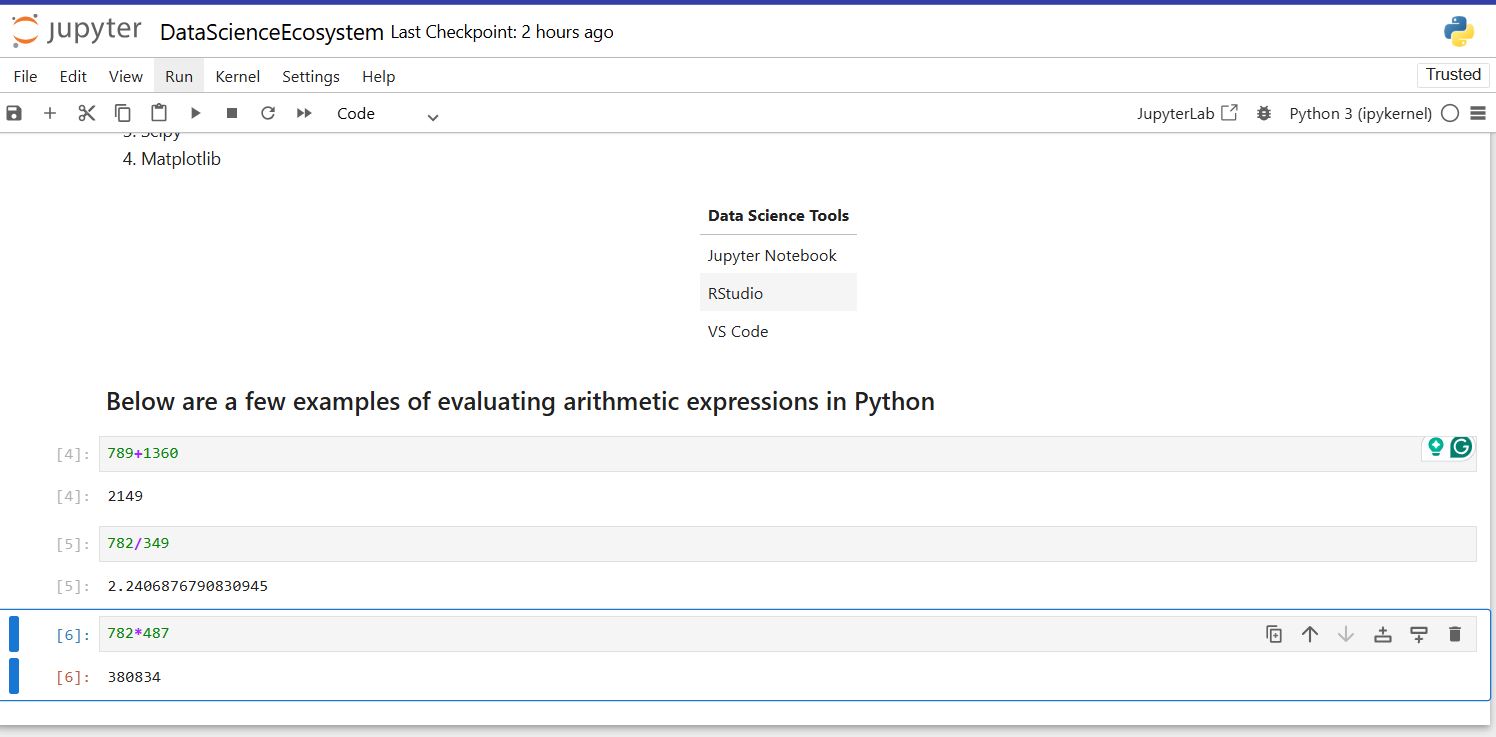 jupyter DataScienceEcosystem Last Checkpoint: 2 hours ago
File Edit View Run Kernel Settings Help Trusted
Code JupyterLab Python 3 (ipykernel)
3. Scipy
4. Matplotlib
Data Science Tools
Jupyter Notebook
RStudio
VS Code
Below are a few examples of evaluating arithmetic expressions in Python
[4]: 789+1360
[4]: 2149
[5]: 782/349
[5]: 2.2406876790830945
[6]: 782*487
[6]: 380834